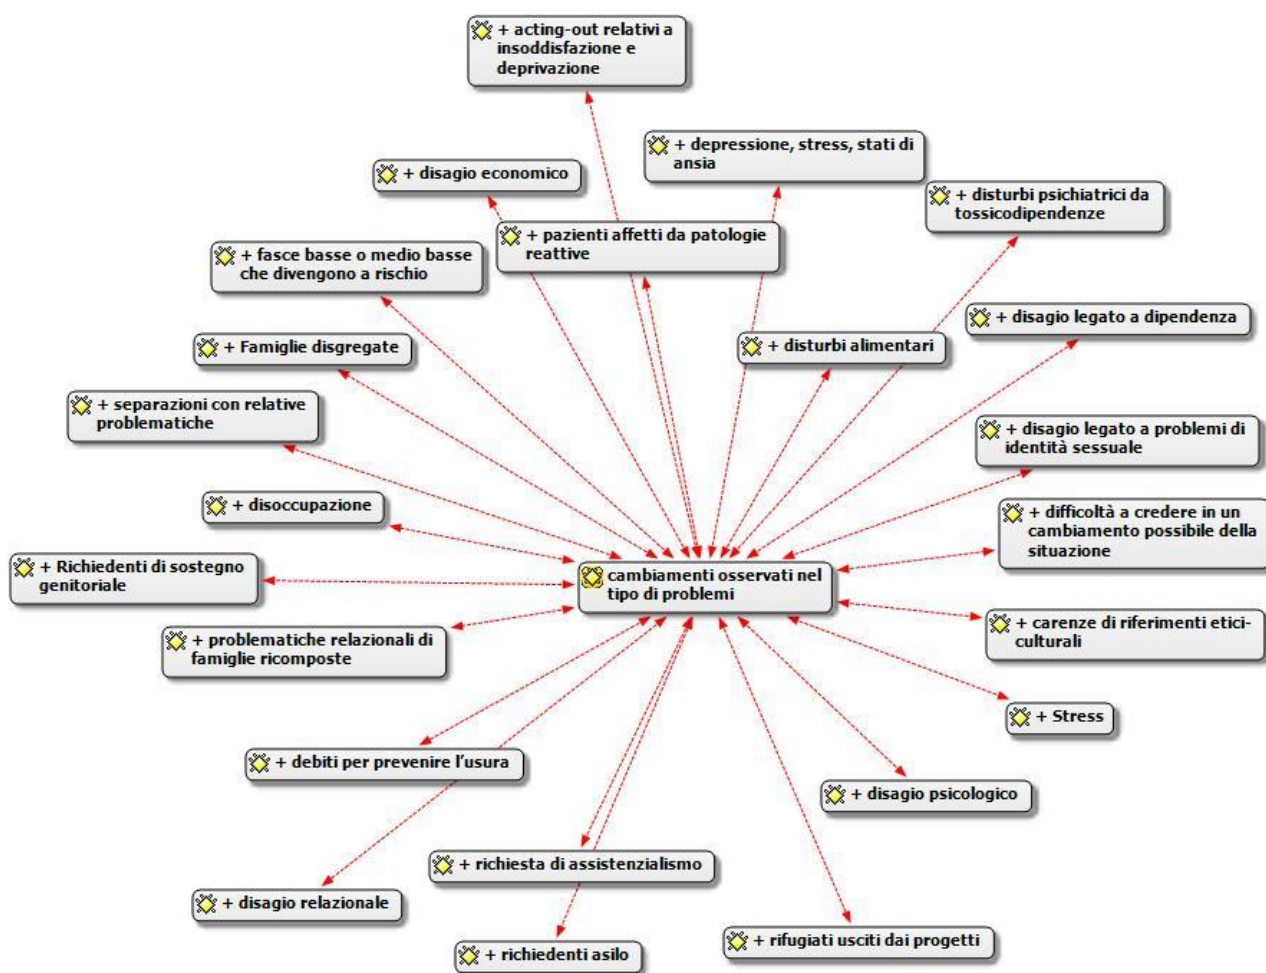 + acting-out relativi a
insoddisfazione e
deprivazione
+ depressione, stress, stati di
ansia
+ disagio economico
+ disturbi psichiatrici da
tossicodipendenze
+ pazienti affetti da patologie
reattive
+ fasce basse o medio basse
che divengono a rischio
+ disagio legato a dipendenza
+ Famiglie disgregate
+ disturbi alimentari
+ separazioni con relative
problematiche
+ disagio legato a problemi di
identità sessuale
+ disoccupazione
+ difficoltà a credere in un
cambiamento possibile della
situazione
+ Richiedenti di sostegno
genitoriale
cambiamenti osservati nel
tipo di problemi
+ carenze di riferimenti etici-
culturali
+ problematiche relazionali di
famiglie ricomposte
+ Stress
+ debiti per prevenire l'usura
+ disagio psicologico
+ richiesta di assistenzialismo
+ disagio relazionale
+ rifugiati usciti dai progetti
+ richiedenti asilo